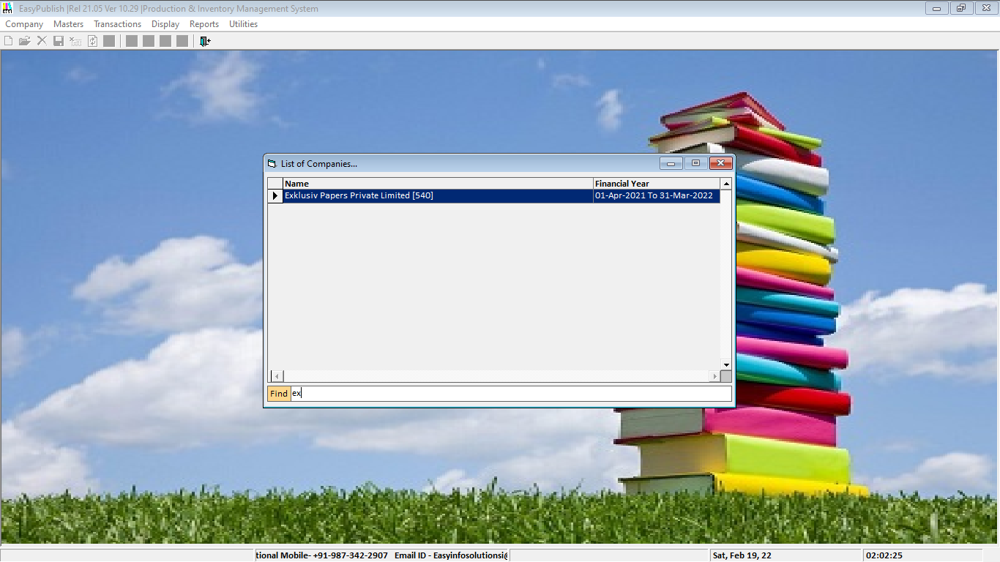 EasyPublish |Rel 21.05 Ver 10.29 |Production & Inventory Management System
Company Masters Transactions Display Reports Utilities
List of Companies...
Name Financial Year
Exklusiv Papers Private Limited [540] 01-Apr-2021 To 31-Mar-2022
Find ex
tional Mobile- +91-987-342-2907 Email ID - Easyinfosolutionsi@ Sat, Feb 19, 22 02:02:25